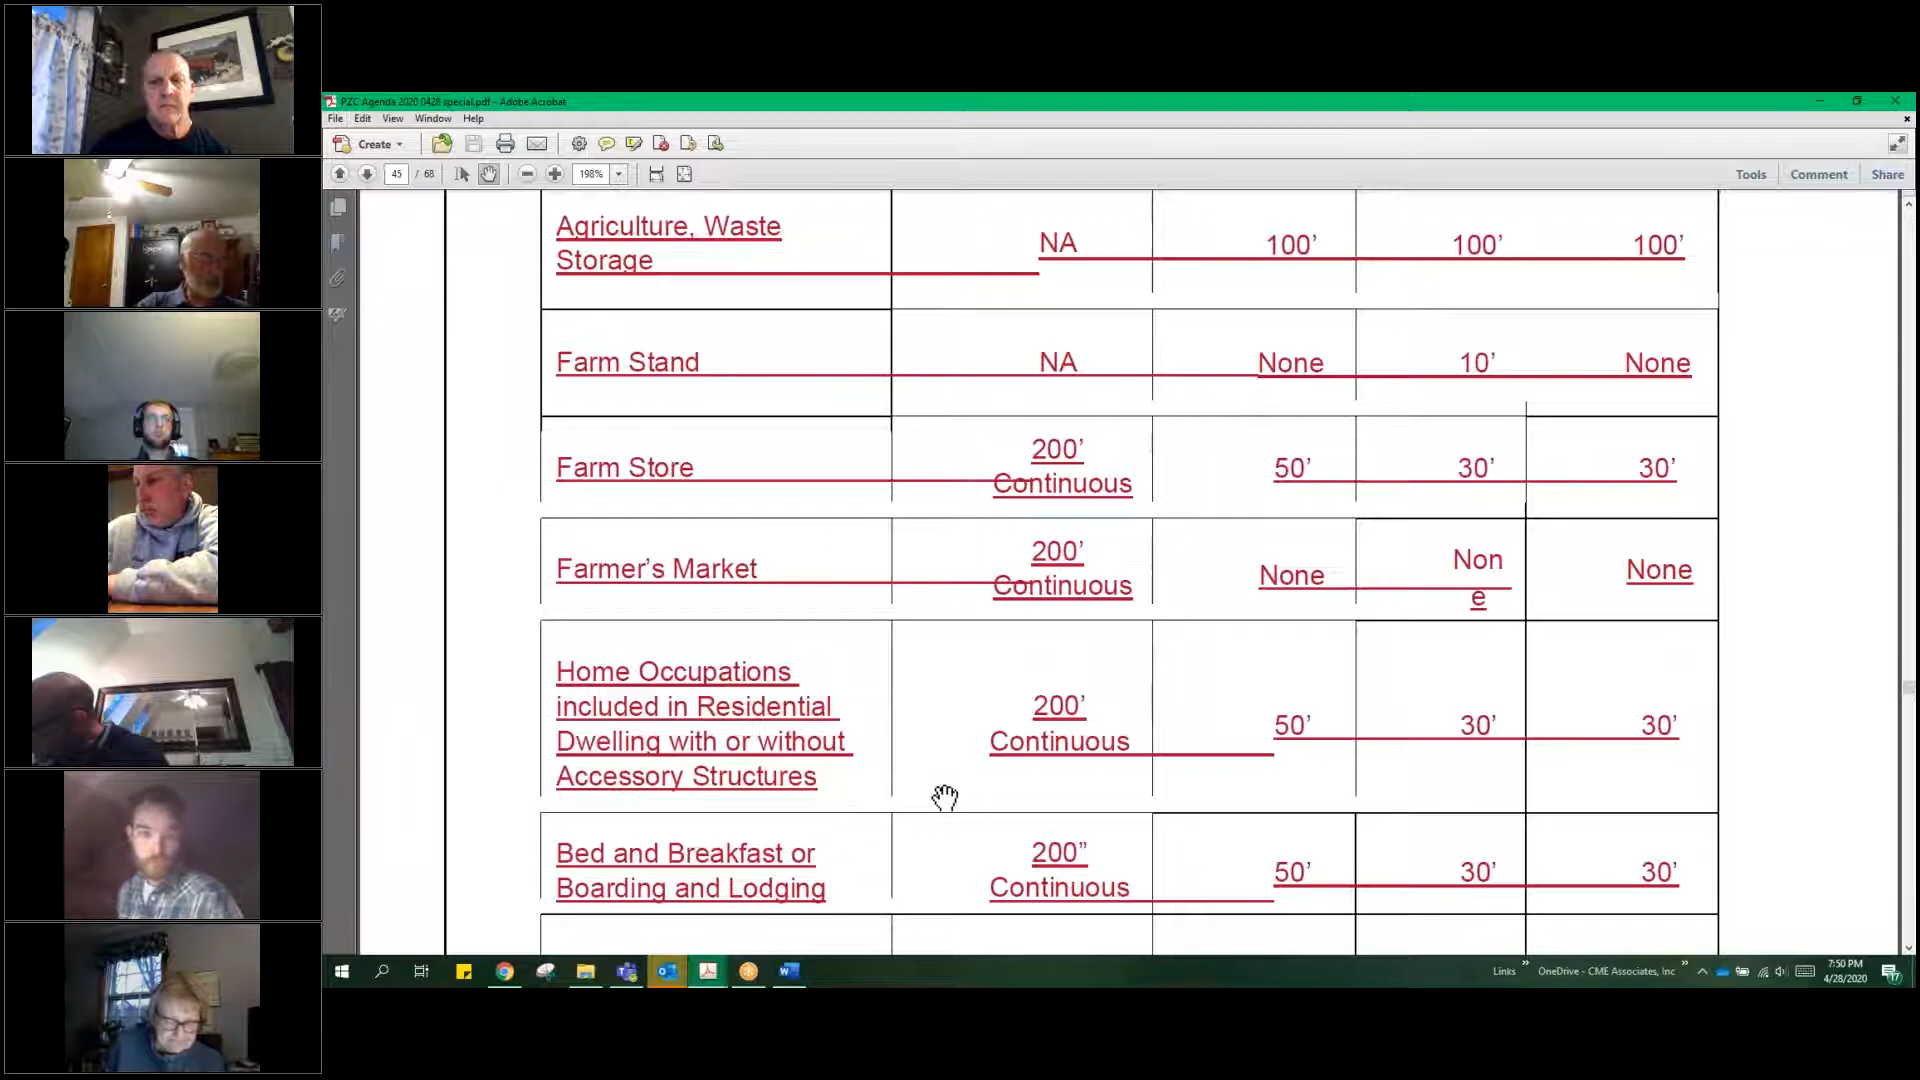 PZC Agenda 2020 0428 special.pdf - Adobe Acrobat
File Edit View Window Help
Create
45 / 68 198% Tools Comment Share
Agriculture, Waste
Storage
NA 100’ 100’ 100’
Farm Stand NA None 10’ None
Farm Store
200’
Continuous
50’ 30’ 30’
Farmer’s Market
200’
Continuous
None
Non
e
None
Home Occupations
included in Residential
Dwelling with or without
Accessory Structures
200’
Continuous
50’ 30’ 30’
Bed and Breakfast or
Boarding and Lodging
200”
Continuous
50’ 30’ 30’
Links » OneDrive - CME Associates, Inc »
7:50 PM
4/28/2020
17